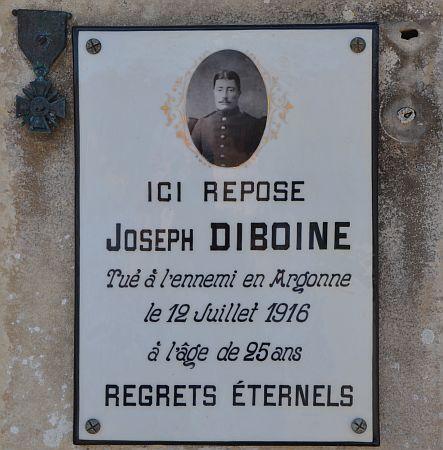 ICI REPOSE
JOSEPH DIBOINE
Tué à l'ennemi en Argonne
le 12 Juillet 1916
à l'âge de 25 ans
REGRETS ÉTERNELS